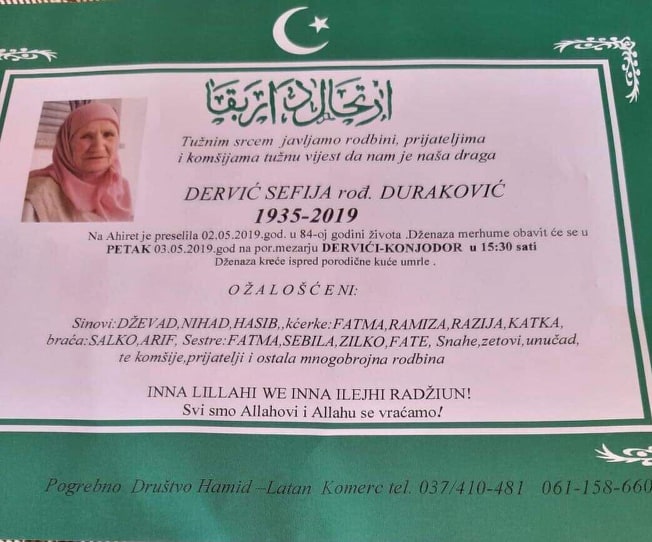 ارتحال دار بقا
Tužnim srcem javljamo rodbini, prijateljima
i komšijama tužnu vijest da nam je naša draga
DERVIĆ SEFIJA rođ. DURAKOVIĆ
1935-2019
Na Ahiret je preselila 02.05.2019.god. u 84-oj godini života .Dženaza merhume obavit će se u
PETAK 03.05.2019.god na por.mezarju DERVIĆI-KONJODOR u 15:30 sati
Dženaza kreće ispred porodične kuće umrle .
OŽALOŠĆENI:
Sinovi:DŽEVAD,NIHAD,HASIB,,kćerke:FATMA,RAMIZA,RAZIJA,KATKA,
braća:SALKO,ARIF, Sestre:FATMA,SEBILA,ZILKO,FATE, Snahe,zetovi,unučad,
te komšije,prijatelji i ostala mnogobrojna rodbina
INNA LILLAHI WE INNA ILEJHI RADŽIUN!
Svi smo Allahovi i Allahu se vraćamo!
Pogrebno Društvo Hamid –Latan Komerc tel. 037/410-481 061-158-660